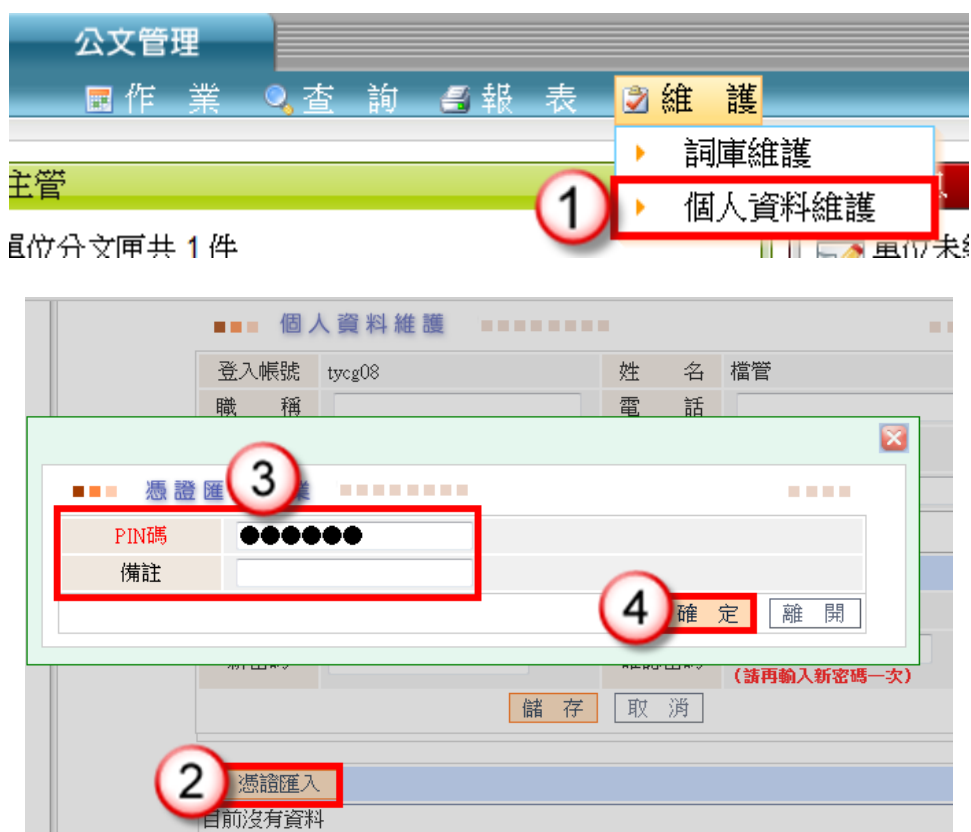 公文管理
作業 查詢 報表 維護
詞庫維護
主管
1 個人資料維護
單位分文匣共 1 件 單位未
個人資料維護
登入帳號 tycg08 姓名 檔管
職稱 電話
3
憑證匯 業
PIN碼 ●●●●●●
備註
4 確定 離開
(請再輸入新密碼一次)
儲存 取消
2 憑證匯入
目前沒有資料